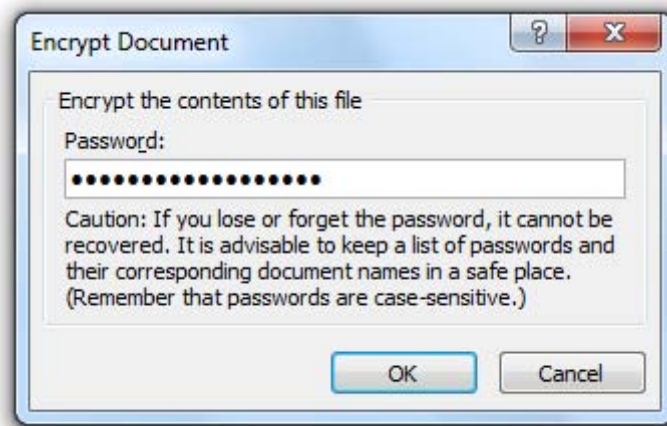 Encrypt Document
Encrypt the contents of this file
Password:
••••••••••••••••••
Caution: If you lose or forget the password, it cannot be
recovered. It is advisable to keep a list of passwords and
their corresponding document names in a safe place.
(Remember that passwords are case-sensitive.)
OK
Cancel